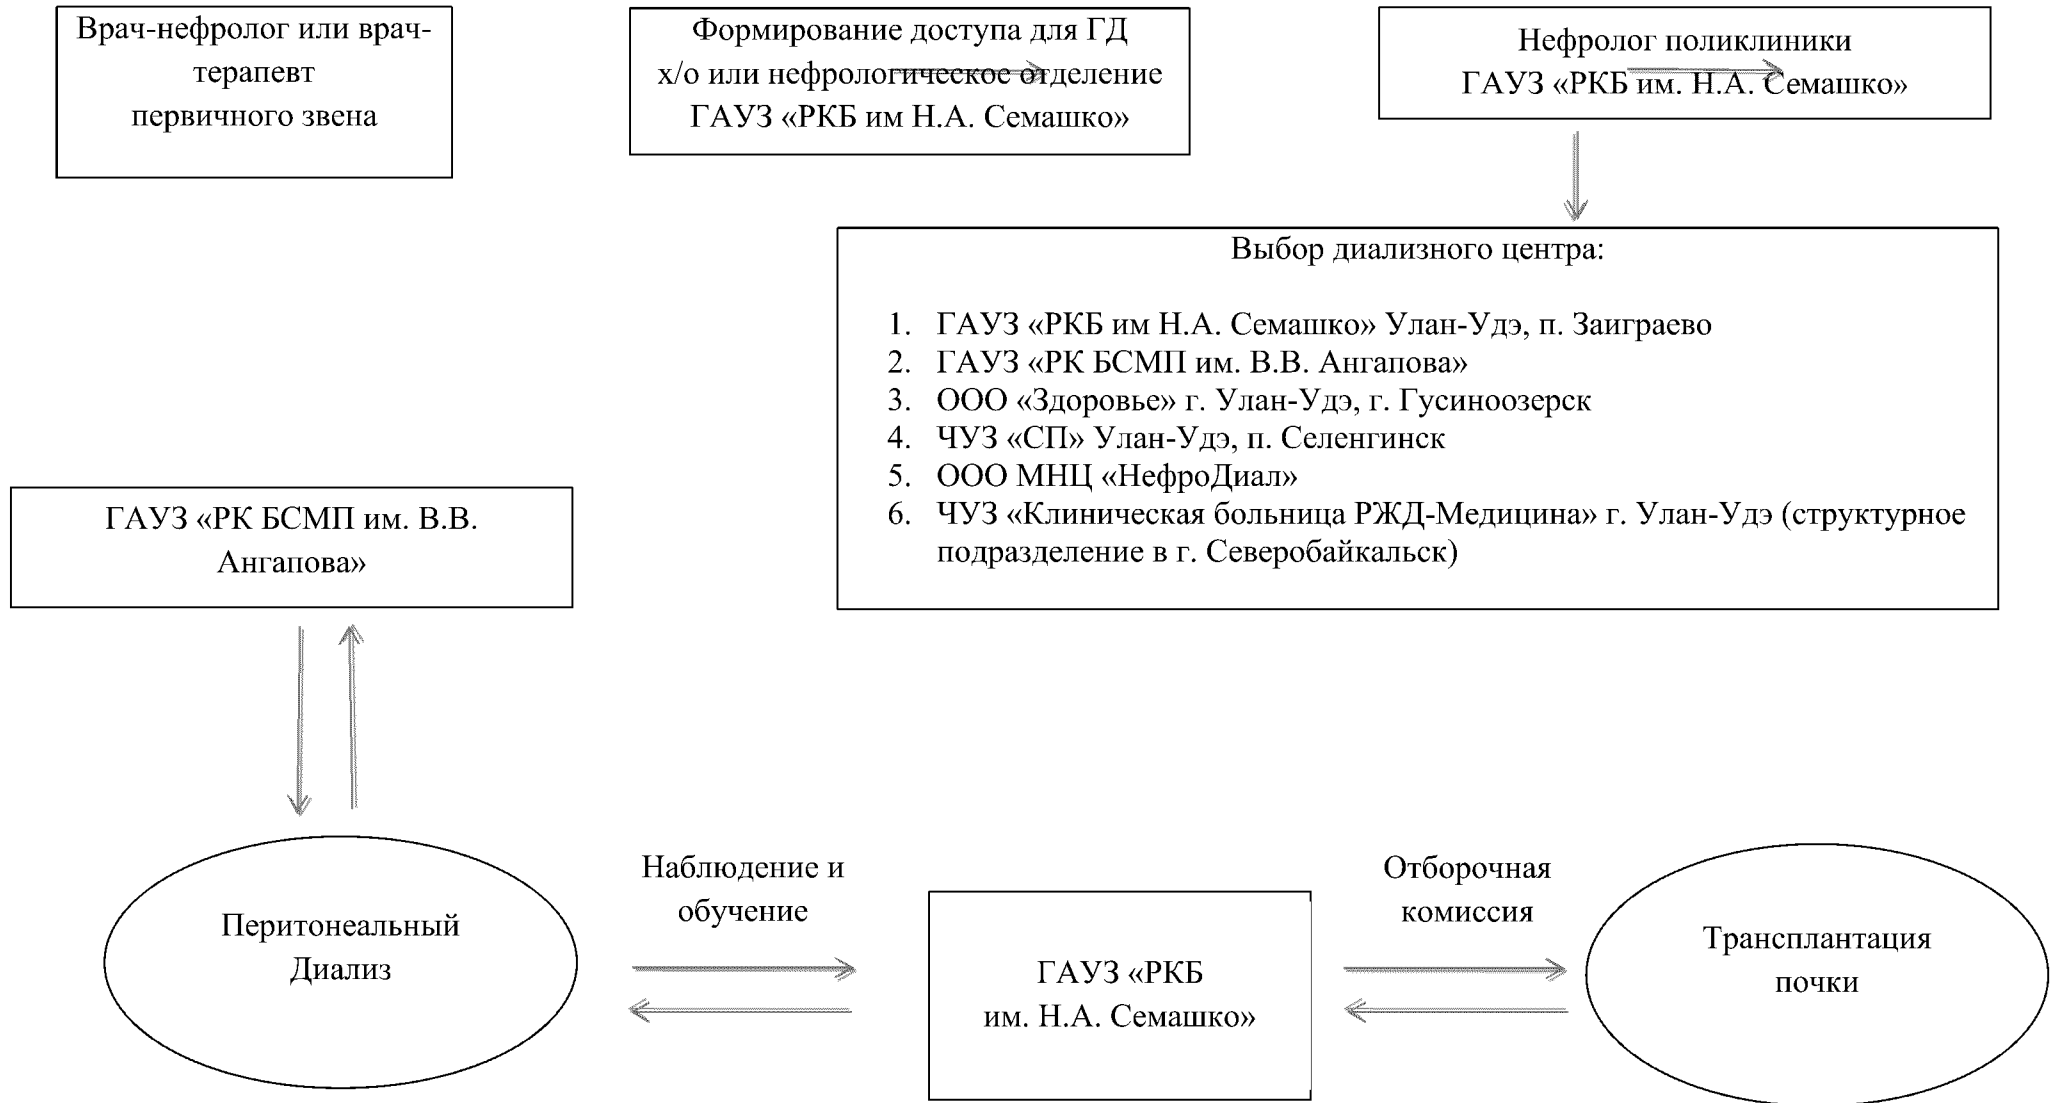 Врач-нефролог или врач-
терапевт
первичного звена
Формирование доступа для ГД
х/о или нефрологическое отделение
ГАУЗ «РКБ им Н.А. Семашко»
Нефролог поликлиники
ГАУЗ «РКБ им. Н.А. Семашко»
Выбор диализного центра:
1. ГАУЗ «РКБ им Н.А. Семашко» Улан-Удэ, п. Заиграево
2. ГАУЗ «РК БСМП им. В.В. Ангапова»
3. ООО «Здоровье» г. Улан-Удэ, г. Гусиноозерск
4. ЧУЗ «СП» Улан-Удэ, п. Селенгинск
5. ООО МНЦ «НефроДиал»
6. ЧУЗ «Клиническая больница РЖД-Медицина» г. Улан-Удэ (структурное
подразделение в г. Северобайкальск)
ГАУЗ «РК БСМП им. В.В.
Ангапова»
Перитонеальный
Диализ
Наблюдение и
обучение
ГАУЗ «РКБ
им. Н.А. Семашко»
Отборочная
комиссия
Трансплантация
почки